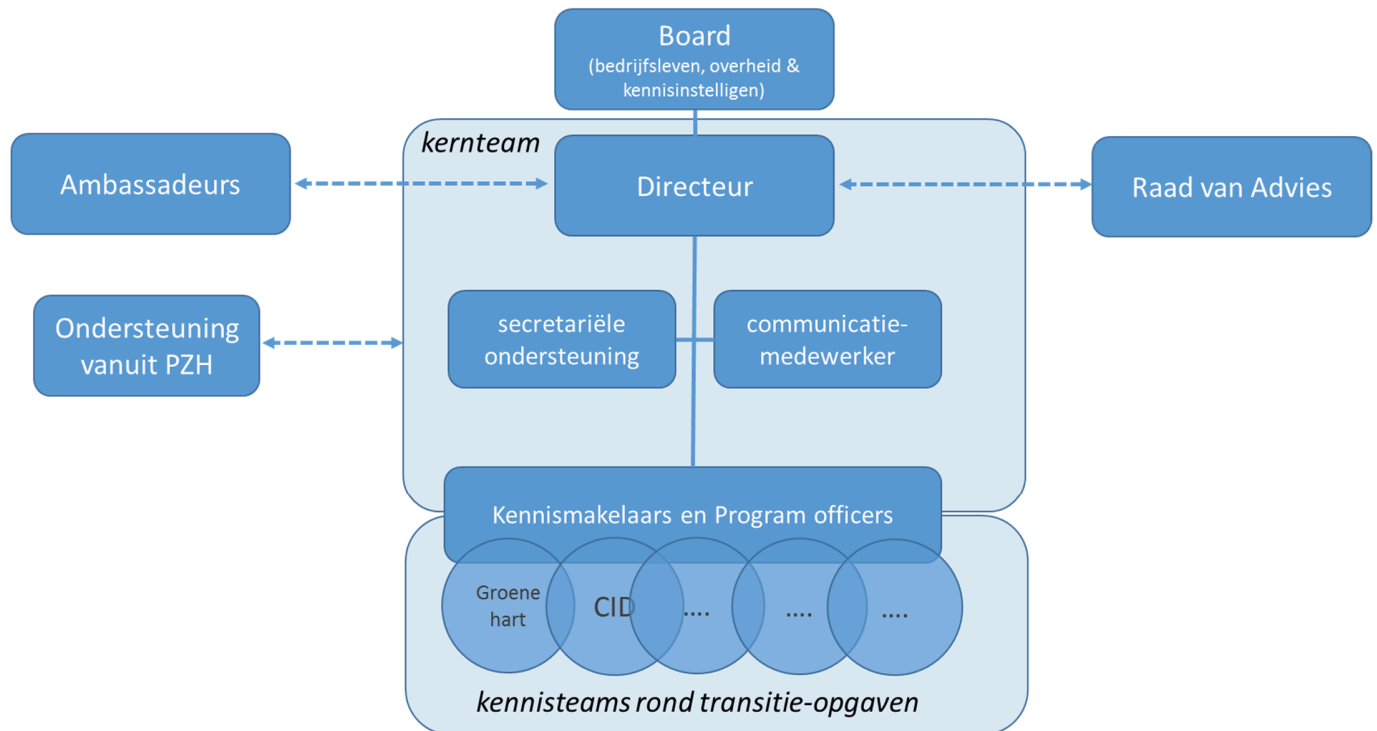 Board
(bedrijfsleven, overheid &
kennisinstelligen)
kernteam
Ambassadeurs
Directeur
Raad van Advies
Ondersteuning
vanuit PZH
secretariële
ondersteuning
communicatie-
medewerker
Kennismakelaars en Program officers
Groene
hart
CID
....
....
....
kennisteams rond transitie-opgaven